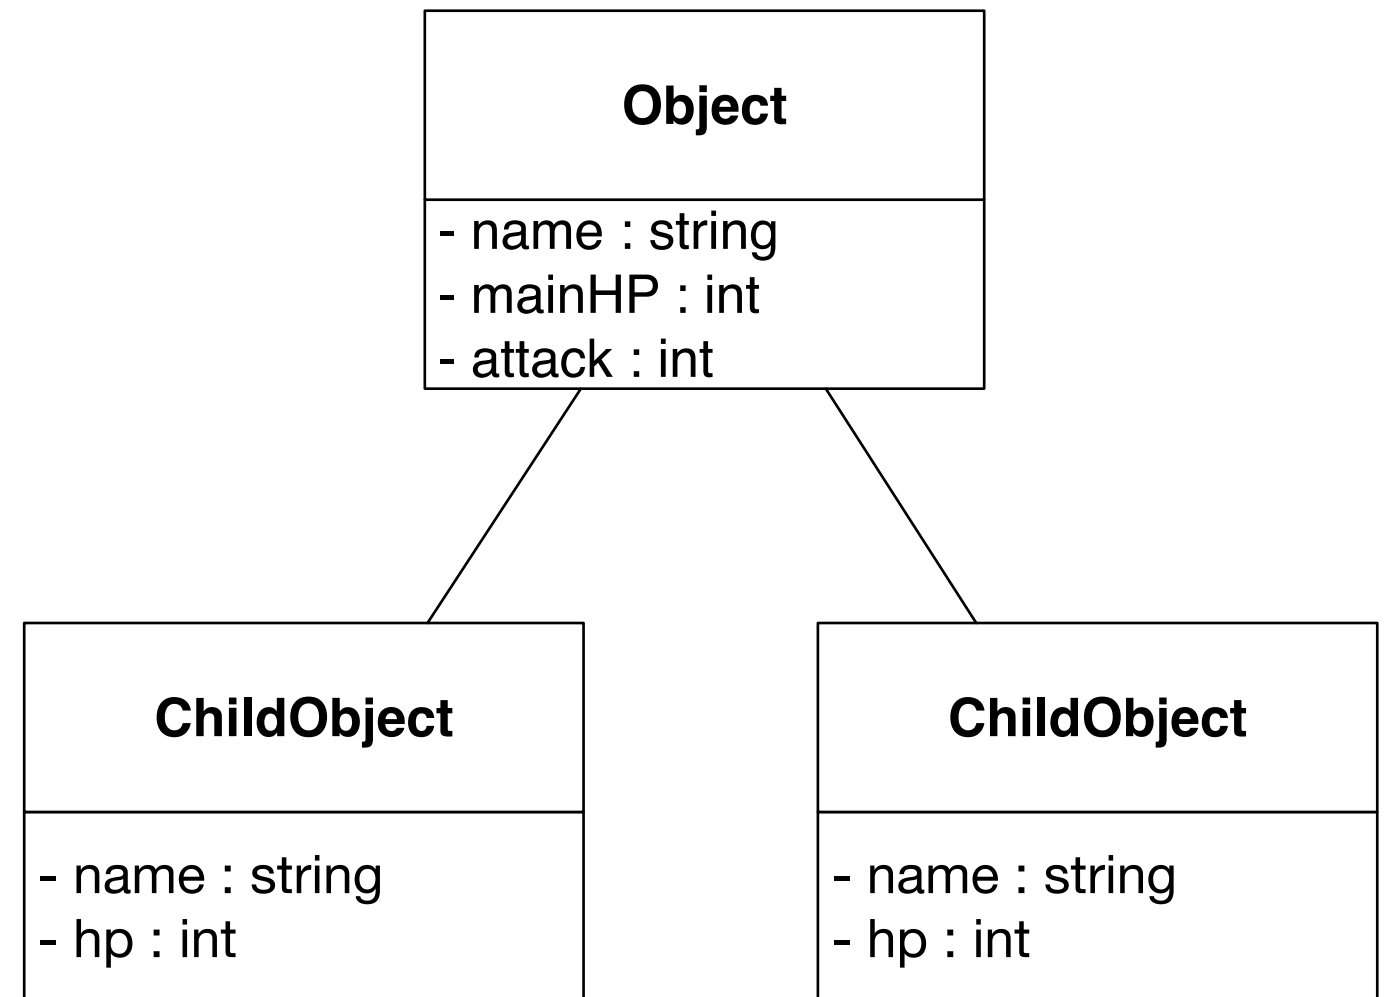 Object
- name : string
- mainHP : int
- attack : int
ChildObject
- name : string
- hp : int
ChildObject
- name : string
- hp : int